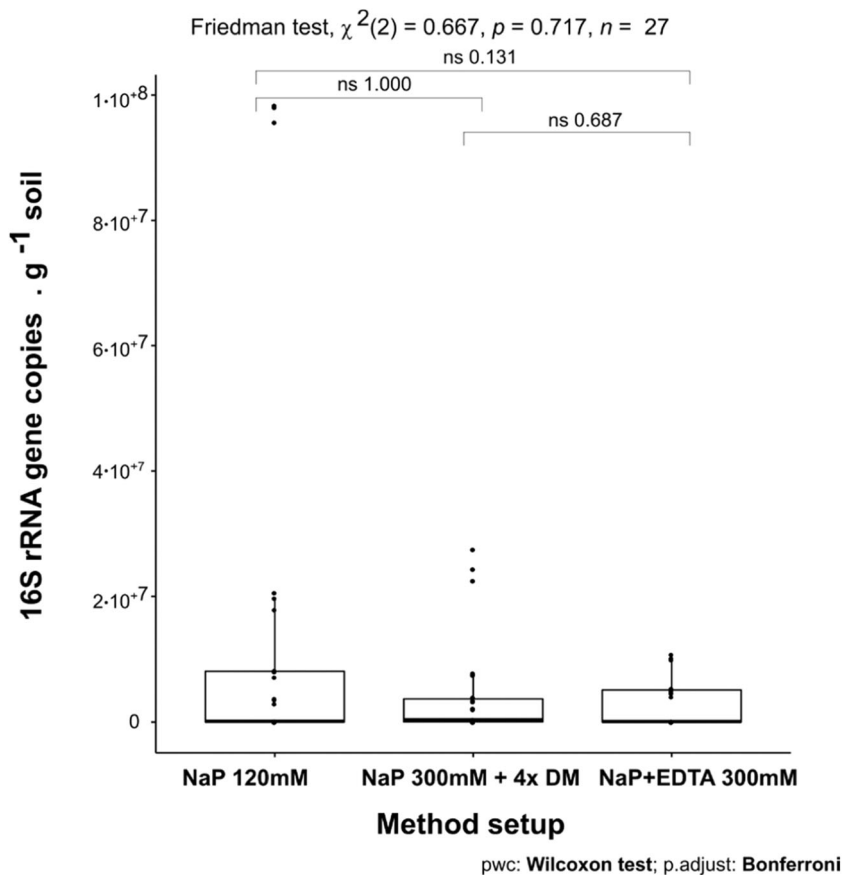 Friedman test, χ²(2) = 0.667, p = 0.717, n = 27
ns 0.131
ns 1.000
ns 0.687
16S rRNA gene copies . g⁻¹ soil
1·10⁺⁸
8·10⁺⁷
6·10⁺⁷
4·10⁺⁷
2·10⁺⁷
0
NaP 120mM NaP 300mM + 4x DM NaP+EDTA 300mM
Method setup
pwc: Wilcoxon test; p.adjust: Bonferroni